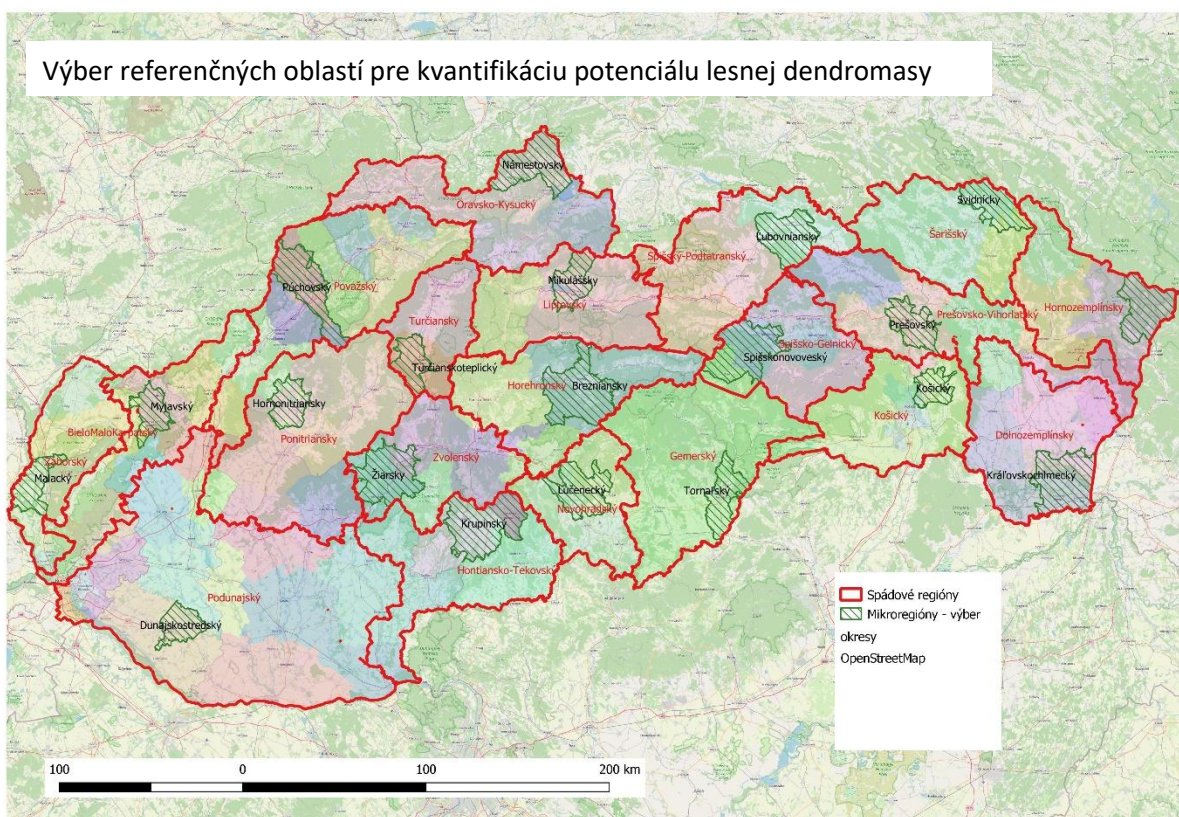 Výber referenčných oblastí pre kvantifikáciu potenciálu lesnej dendromasy
Námestovský
Oravsko-Kysucký
Svidnícky
Šarišský
Ľubovniansky
Spišský-Podtatranský
Mikulášsky
Liptovský
Púchovský
Považský
Hornozemplínsky
Prešovsko-Vihorlatský
Prešovský
Turčiansky
Spišsko-Gelnický
Spišskonovoveský
Turčianskoteplický
Horehronský
Brezniansky
Košický
Košický
Myjavský
Hornonitriansky
BieloMaloKarpatský
Ponitriansky
Dolnozemplínsky
Záhorský
Malacký
Žiarsky
Zvolenský
Gemerský
Kráľovskochlmecký
Lučenecký
Tornaľský
Novohradský
Krupinský
Hontiansko-Tekovský
Podunajský
Dunajskostredský
Spádové regióny
Mikroregióny - výber
okresy
OpenStreetMap
100 0 100 200 km